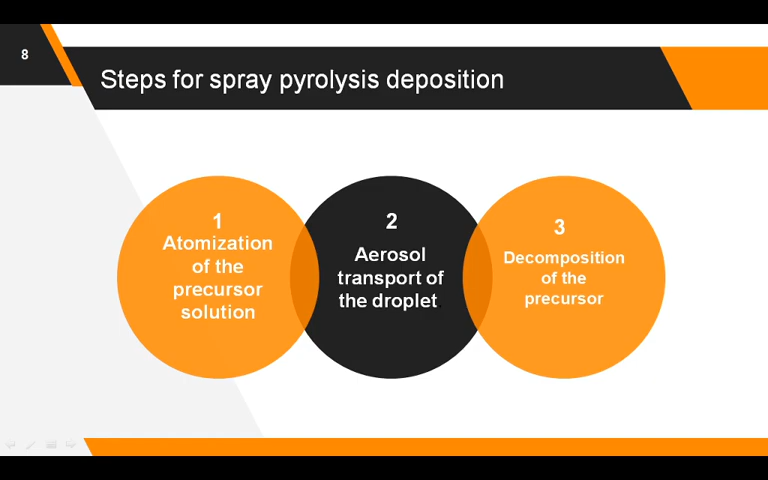 8
Steps for spray pyrolysis deposition
1
Atomization
of the
precursor
solution
2
Aerosol
transport of
the droplet
3
Decomposition
of the
precursor